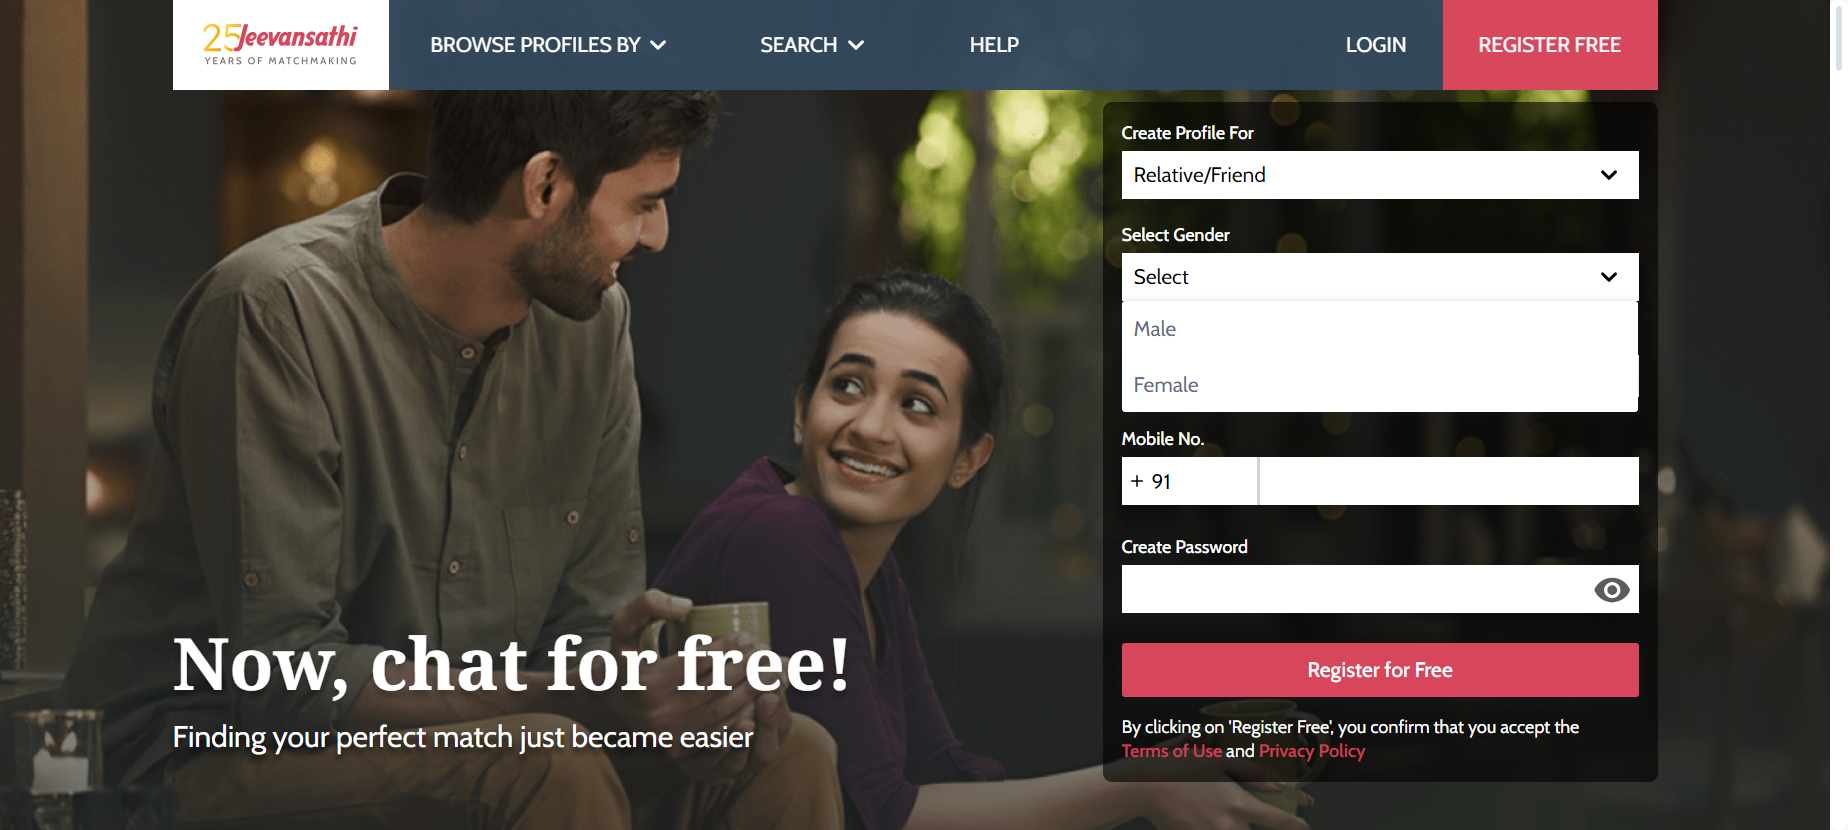 25 Jeevansathi
YEARS OF MATCHMAKING
BROWSE PROFILES BY
SEARCH
HELP
LOGIN
REGISTER FREE
Create Profile For
Relative/Friend
Select Gender
Select
Male
Female
Mobile No.
+ 91
Create Password
Register for Free
By clicking on 'Register Free', you confirm that you accept the
Terms of Use and Privacy Policy
Now, chat for free!
Finding your perfect match just became easier